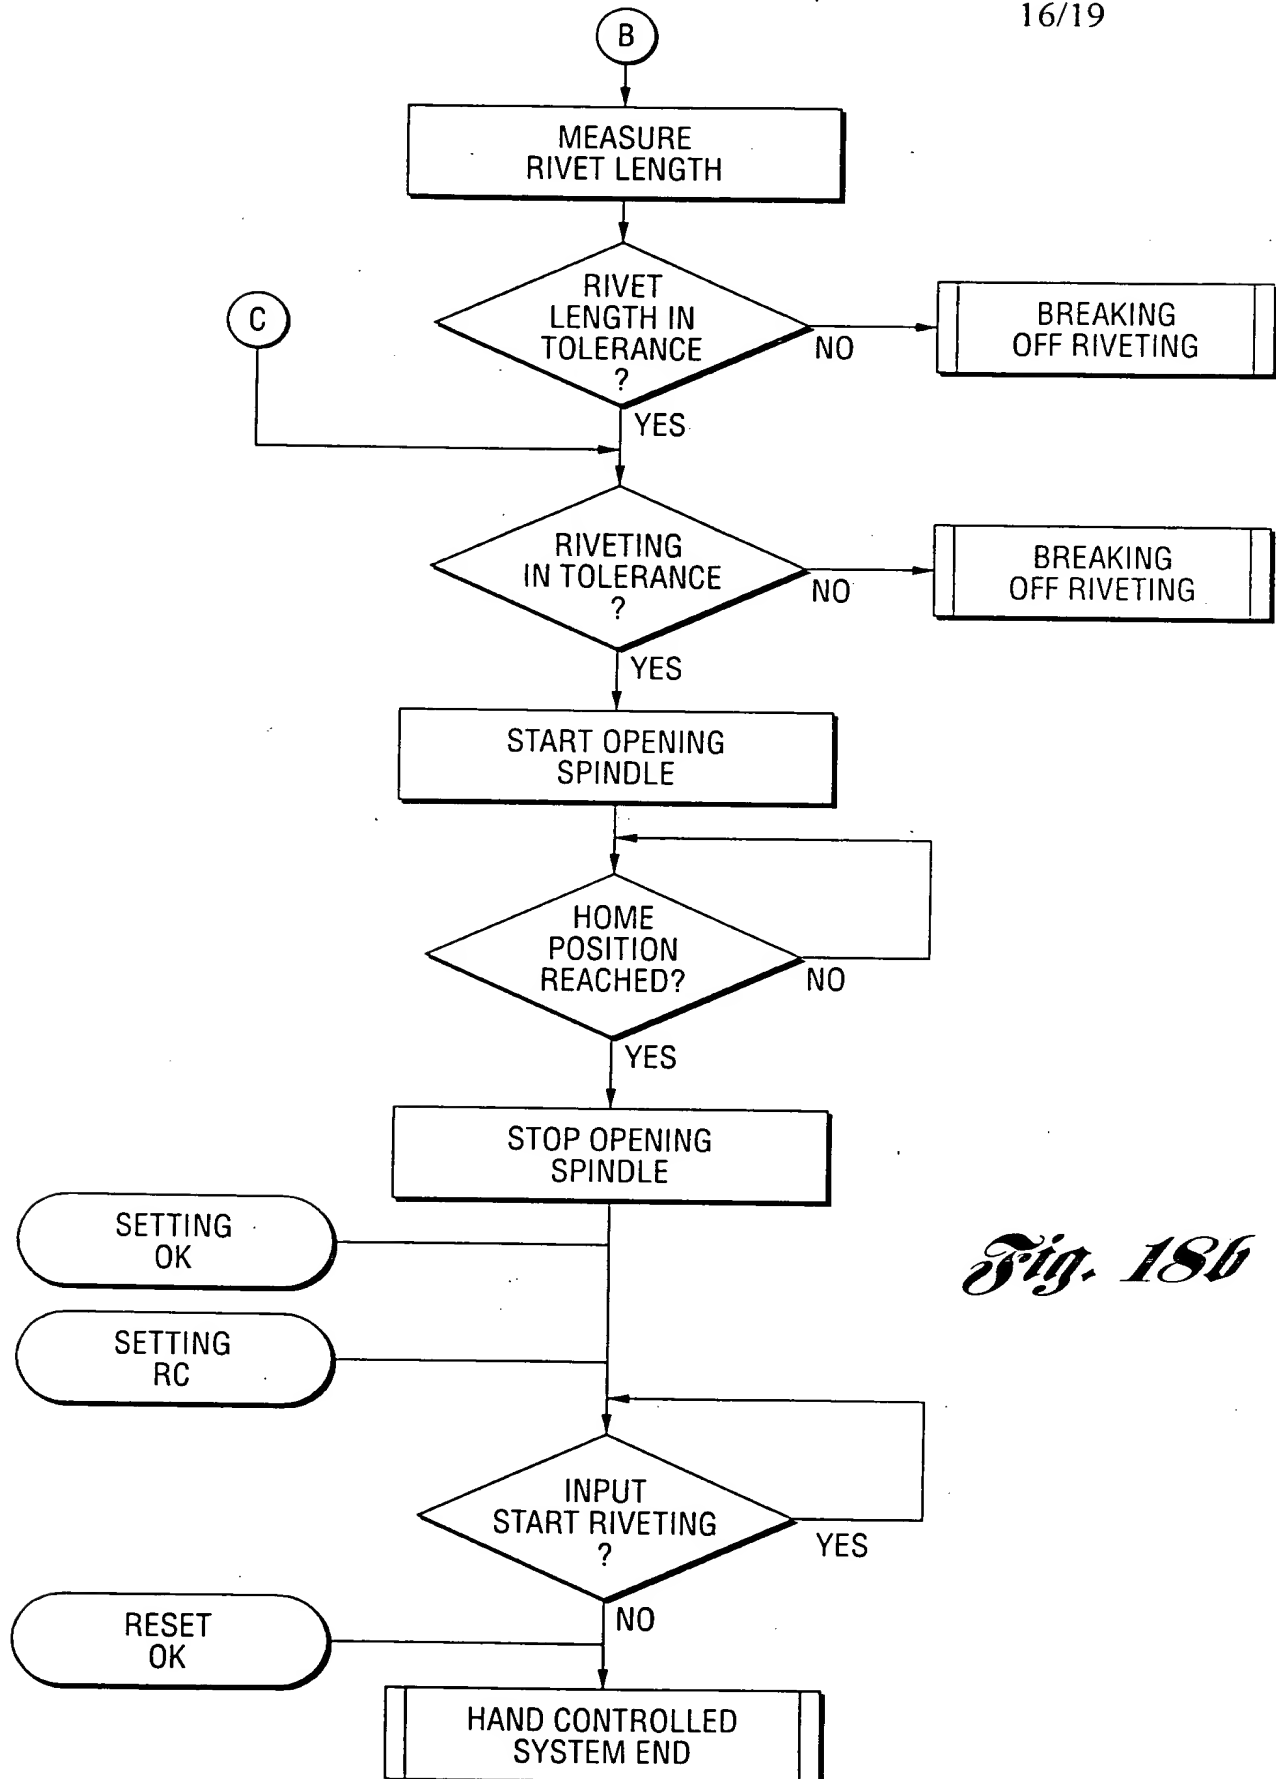 16/19
B
MEASURE
RIVET LENGTH
RIVET
LENGTH IN
TOLERANCE
?
NO
BREAKING
OFF RIVETING
C
YES
RIVETING
IN TOLERANCE
?
NO
BREAKING
OFF RIVETING
YES
START OPENING
SPINDLE
HOME
POSITION
REACHED?
NO
YES
STOP OPENING
SPINDLE
SETTING
OK
Fig. 18b
SETTING
RC
INPUT
START RIVETING
?
YES
NO
RESET
OK
HAND CONTROLLED
SYSTEM END